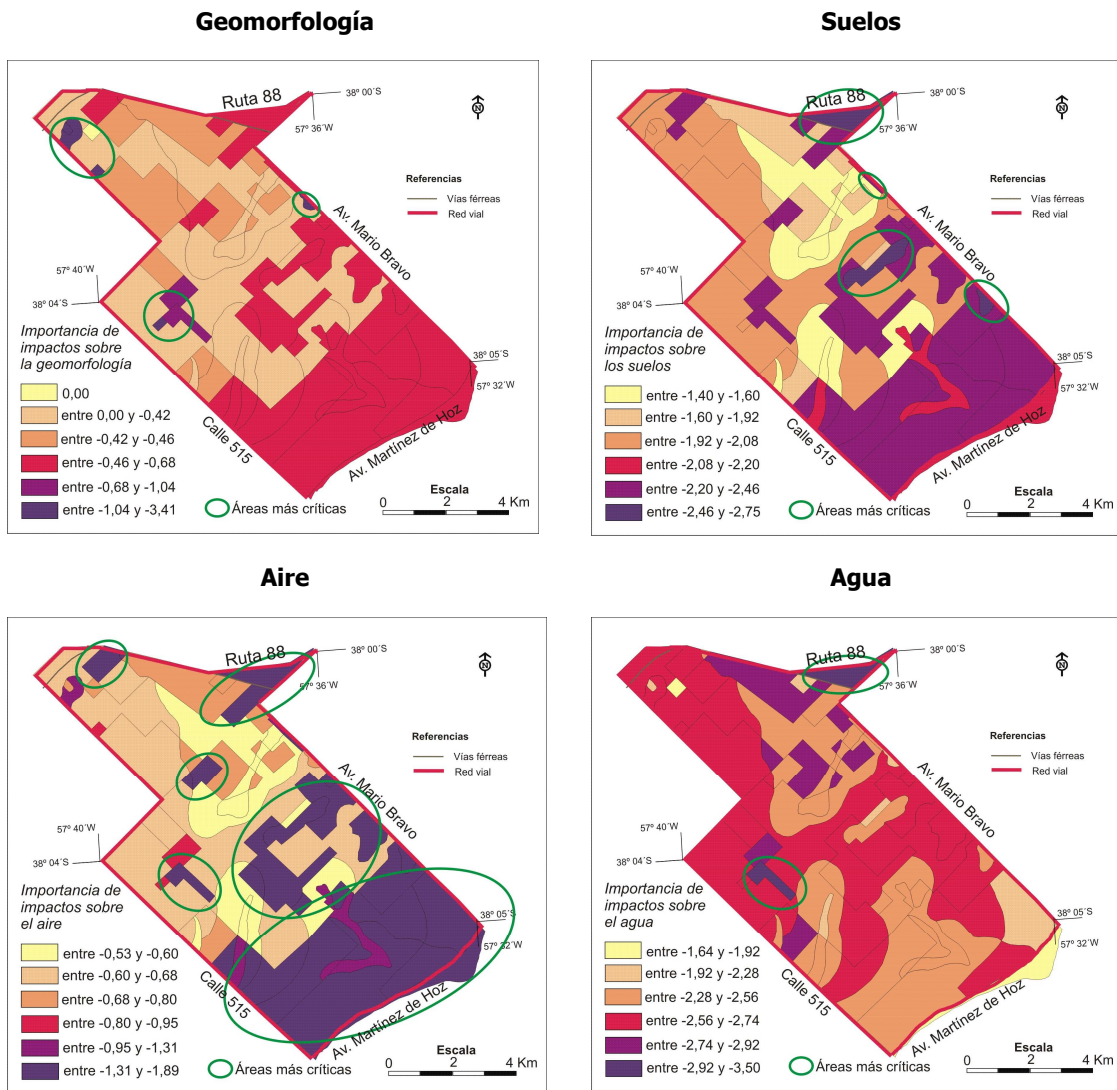 Geomorfología
Ruta 88
38º 00´S
57º 36´W
N
Referencias
Vías férreas
Red vial
Av. Mario Bravo
57º 40´W
38º 04´S
Importancia de
impactos sobre
la geomorfología
0,00
entre 0,00 y -0,42
entre -0,42 y -0,46
entre -0,46 y -0,68
entre -0,68 y -1,04
entre -1,04 y -3,41
Calle 515
Av. Martínez de Hoz
38º 05´S
57º 32´W
Áreas más críticas
Escala
0 2 4 Km
Suelos
Ruta 88
38º 00´S
57º 36´W
N
Referencias
Vías férreas
Red vial
Av. Mario Bravo
57º 40´W
38º 04´S
Importancia de
impactos sobre
los suelos
entre -1,40 y -1,60
entre -1,60 y -1,92
entre -1,92 y -2,08
entre -2,08 y -2,20
entre -2,20 y -2,46
entre -2,46 y -2,75
Calle 515
Av. Martínez de Hoz
38º 05´S
57º 32´W
Áreas más críticas
Escala
0 2 4 Km
Aire
Ruta 88
38º 00´S
57º 36´W
N
Referencias
Vías férreas
Red vial
Av. Mario Bravo
57º 40´W
38º 04´S
Importancia de
impactos sobre
el aire
entre -0,53 y -0,60
entre -0,60 y -0,68
entre -0,68 y -0,80
entre -0,80 y -0,95
entre -0,95 y -1,31
entre -1,31 y -1,89
Calle 515
Av. Martínez de Hoz
38º 05´S
57º 32´W
Áreas más críticas
Escala
0 2 4 Km
Agua
Ruta 88
38º 00´S
57º 36´W
N
Referencias
Vías férreas
Red vial
Av. Mario Bravo
57º 40´W
38º 04´S
Importancia de
impactos sobre
el agua
entre -1,64 y -1,92
entre -1,92 y -2,28
entre -2,28 y -2,56
entre -2,56 y -2,74
entre -2,74 y -2,92
entre -2,92 y -3,50
Calle 515
Av. Martínez de Hoz
38º 05´S
57º 32´W
Áreas más críticas
Escala
0 2 4 Km